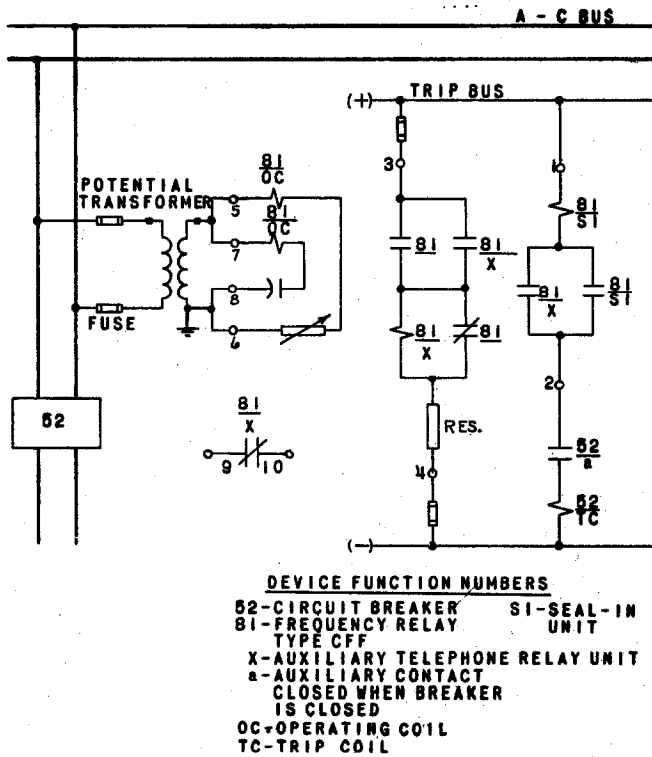 A-C BUS
(+) TRIP BUS
3
1
81
OC
5
POTENTIAL
TRANSFORMER
81
OC
7
8
6
FUSE
81
81
X
81
X
81
81
SI
81
X
81
SI
2
52
81
X
9 10
RES.
4
52
a
52
TC
(-)
DEVICE FUNCTION NUMBERS
52-CIRCUIT BREAKER SI-SEAL-IN
81-FREQUENCY RELAY UNIT
TYPE CFF
X-AUXILIARY TELEPHONE RELAY UNIT
a-AUXILIARY CONTACT
CLOSED WHEN BREAKER
IS CLOSED
OC-OPERATING COIL
TC-TRIP COIL